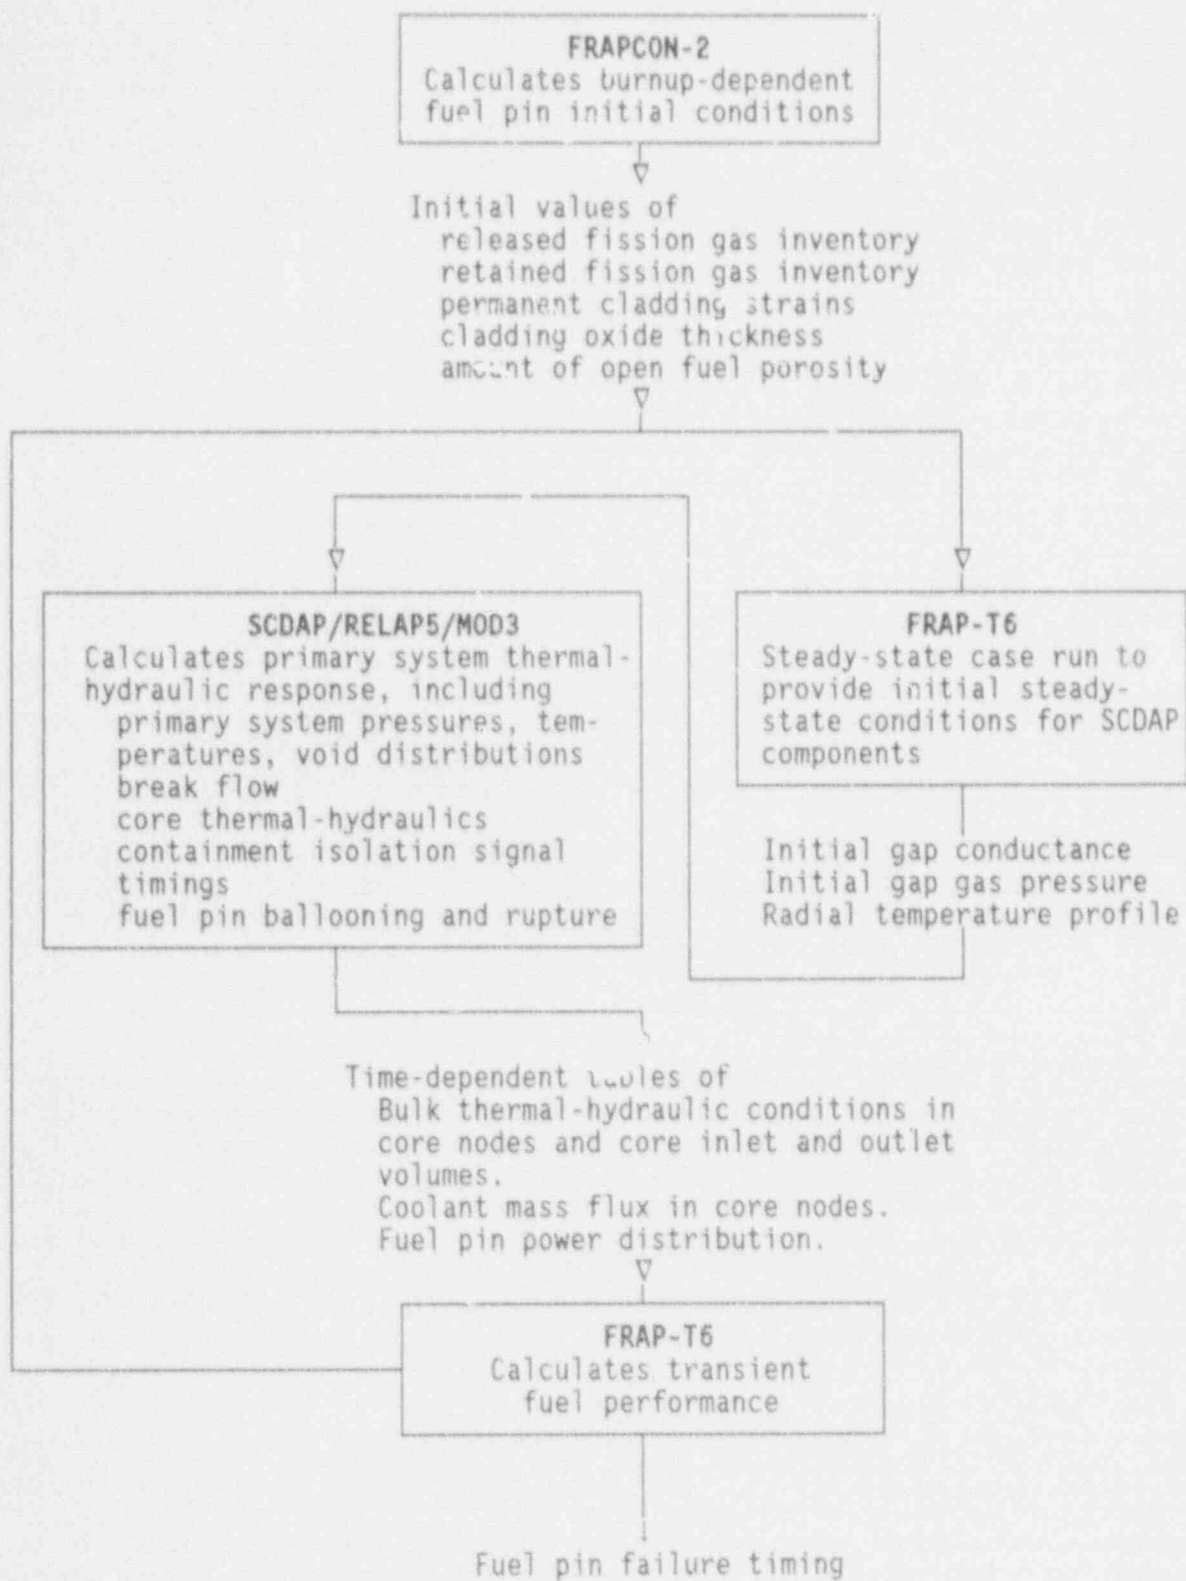 FRAPCON-2
Calculates burnup-dependent
fuel pin initial conditions
Initial values of
released fission gas inventory
retained fission gas inventory
permanent cladding strains
cladding oxide thickness
amount of open fuel porosity
SCDAP/RELAP5/MOD3
Calculates primary system thermal-
hydraulic response, including
primary system pressures, tem-
peratures, void distributions
break flow
core thermal-hydraulics
containment isolation signal
timings
fuel pin ballooning and rupture
FRAP-T6
Steady-state case run to
provide initial steady-
state conditions for SCDAP
components
Initial gap conductance
Initial gap gas pressure
Radial temperature profile
Time-dependent tables of
Bulk thermal-hydraulic conditions in
core nodes and core inlet and outlet
volumes.
Coolant mass flux in core nodes.
Fuel pin power distribution.
FRAP-T6
Calculates transient
fuel performance
Fuel pin failure timing